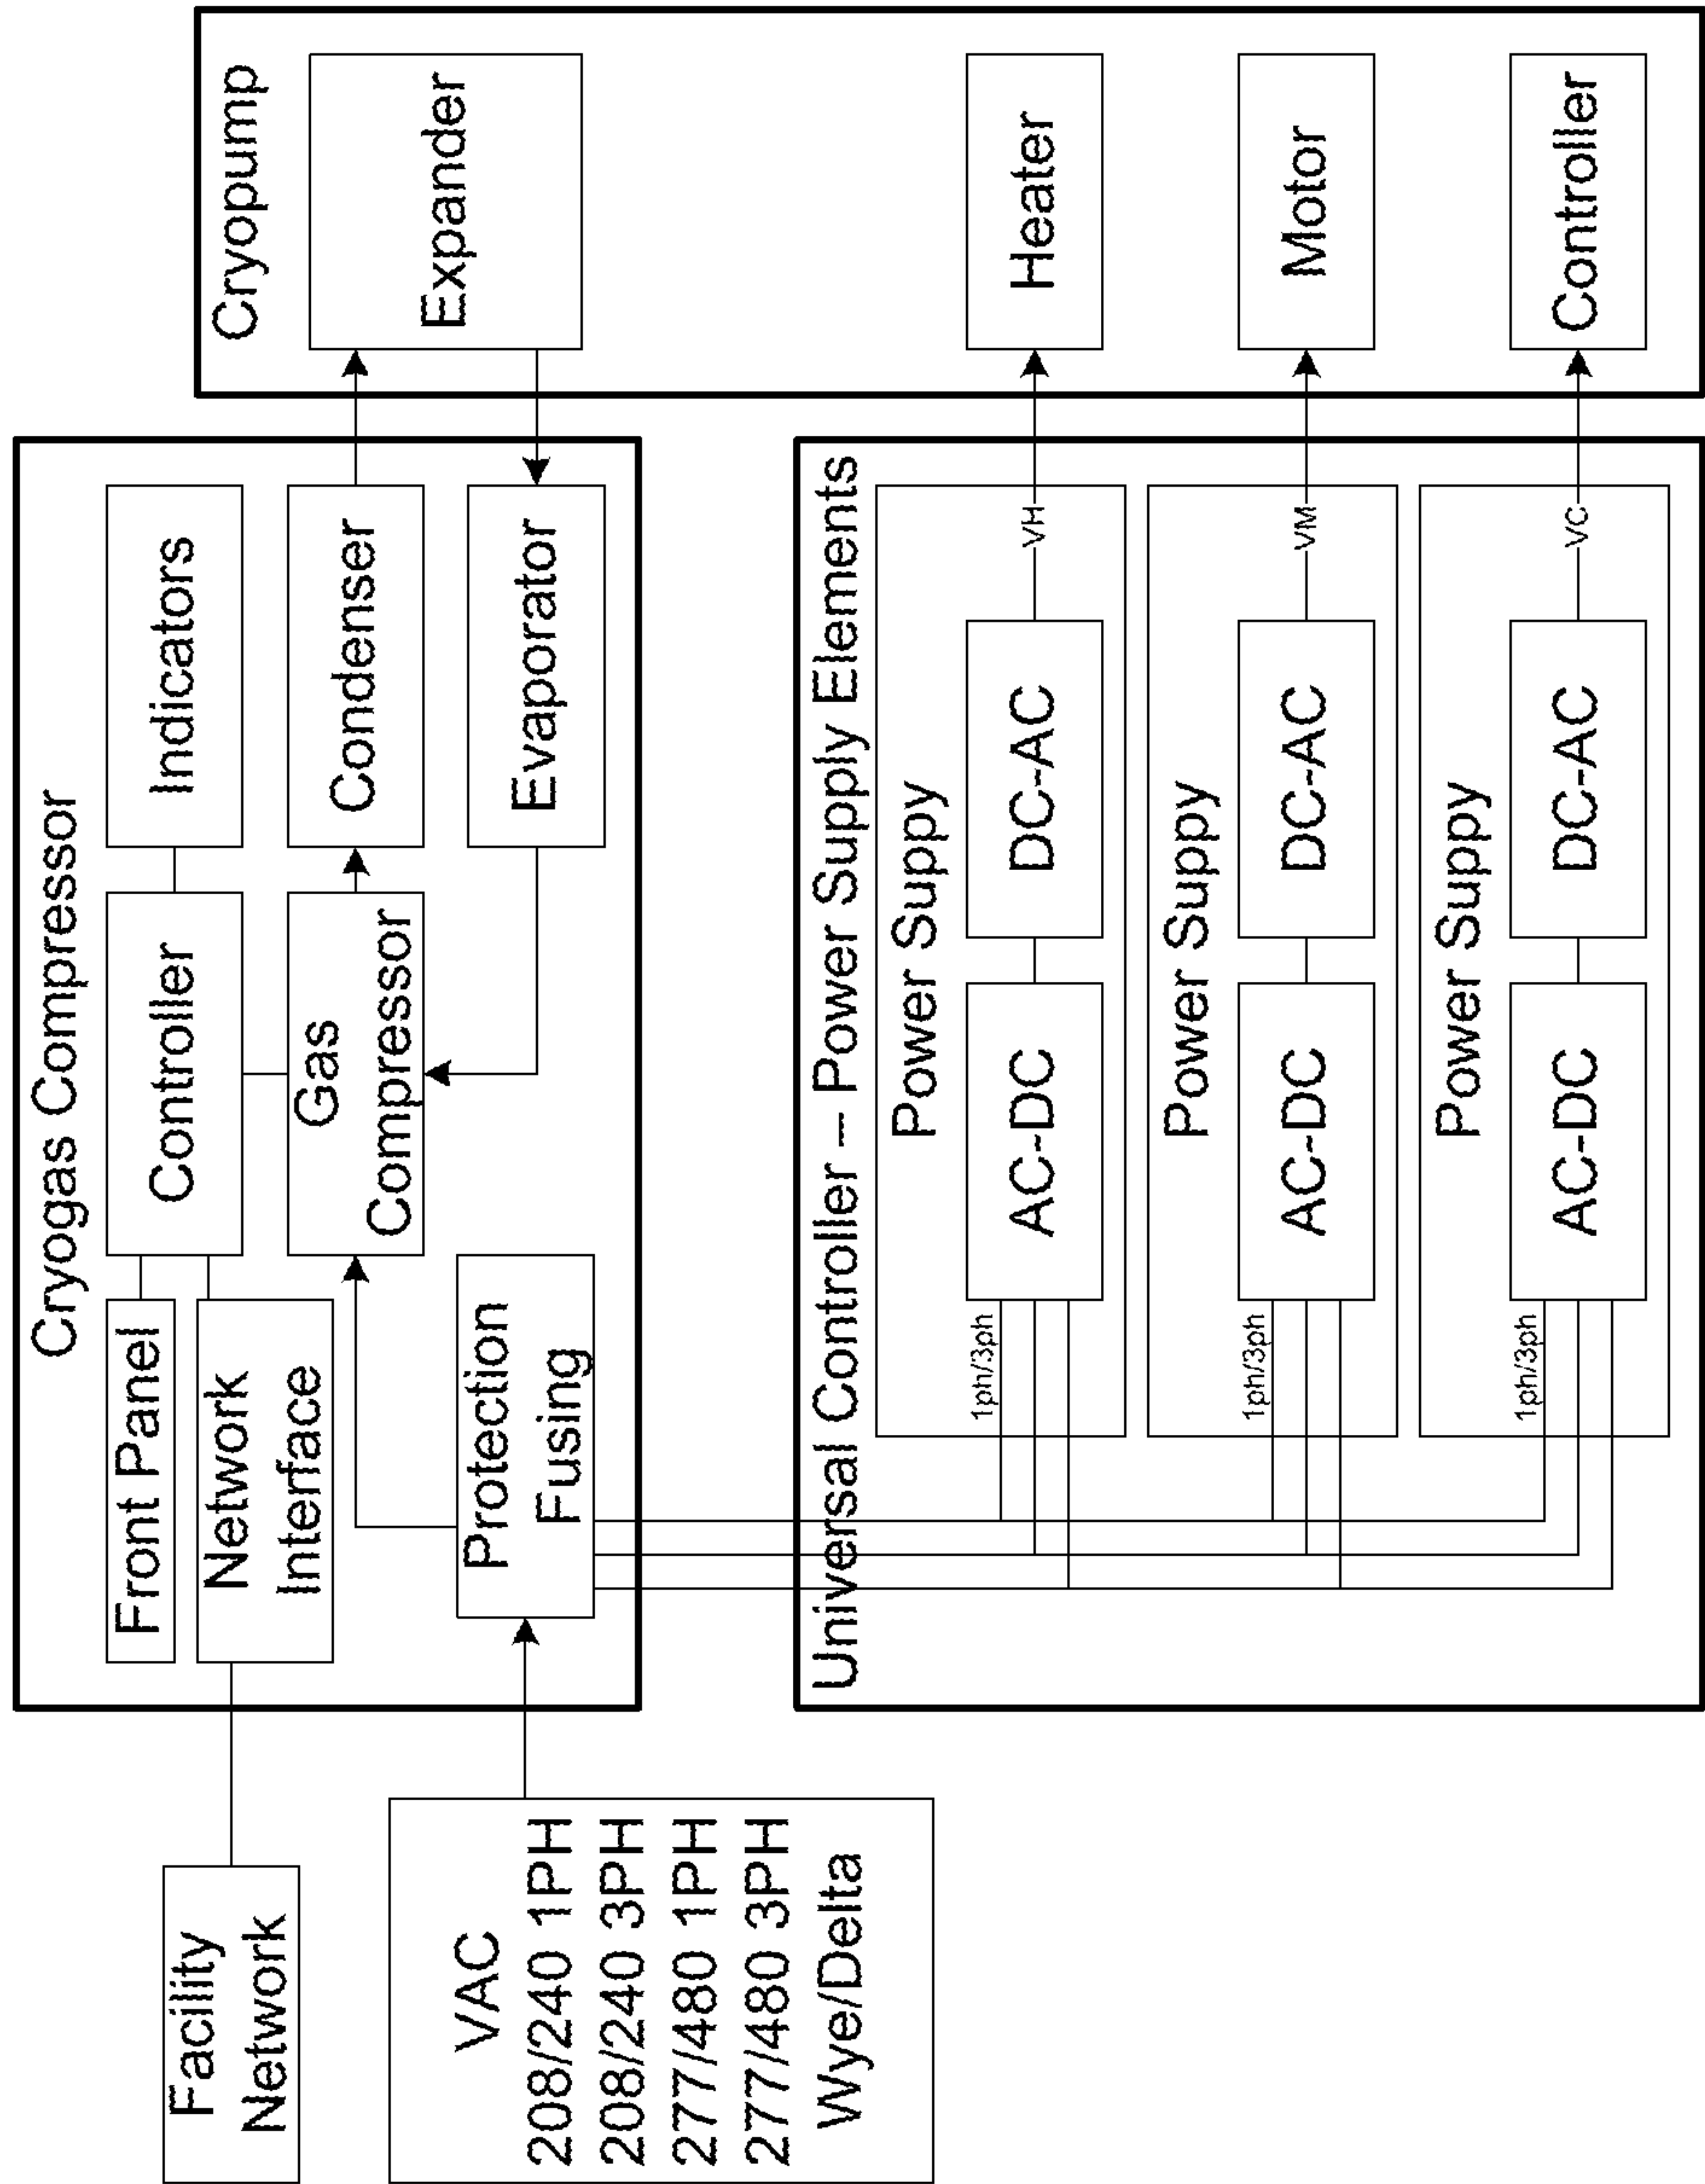 Facility
Network
VAC
208/240 1PH
208/240 3PH
277/480 1PH
277/480 3PH
Wye/Delta
Cryogas Compressor
Front Panel
Network
Interface
Controller
Indicators
Gas
Compressor
Condenser
Protection
Fusing
Evaporator
Cryopump
Expander
Heater
Motor
Controller
Universal Controller – Power Supply Elements
Power Suppy
1ph/3ph
AC-DC
DC-AC
VH
Power Suppy
1ph/3ph
AC-DC
DC-AC
VM
Power Suppy
1ph/3ph
AC-DC
DC-AC
VC